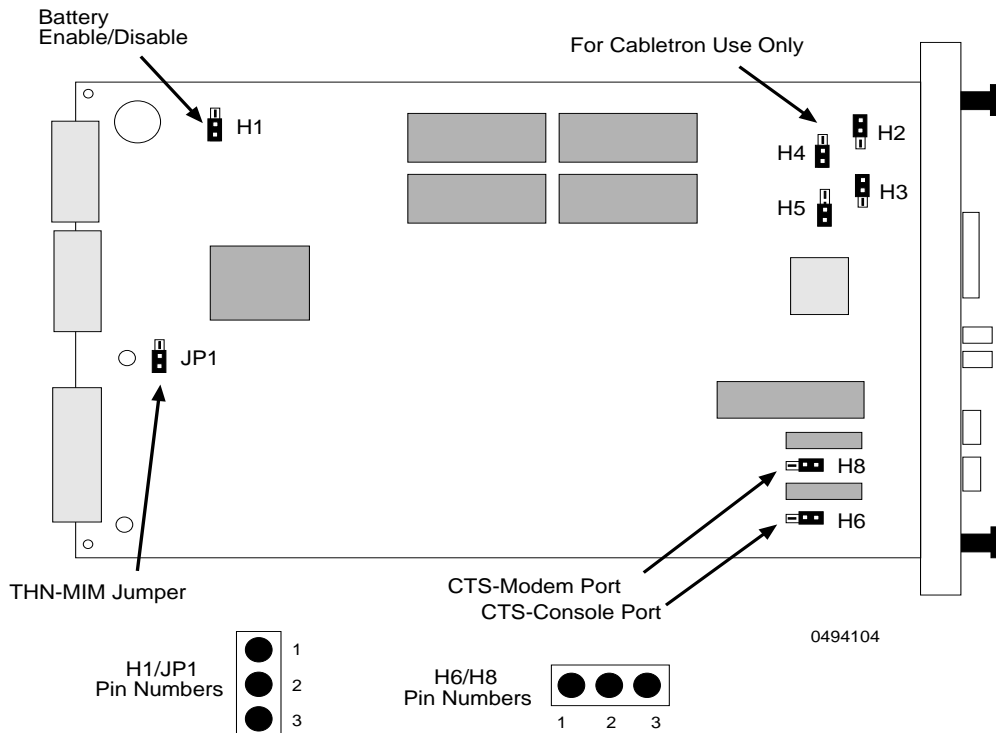 Battery
Enable/Disable
For Cabletron Use Only
H1
H2
H4
H3
H5
JP1
H8
H6
THN-MIM Jumper
CTS-Modem Port
CTS-Console Port
0494104
H1/JP1
Pin Numbers
1
2
3
H6/H8
Pin Numbers
1 2 3